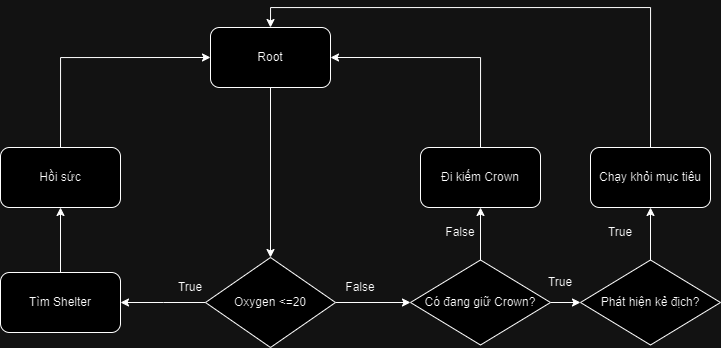 Root
Hồi sức
Đi kiếm Crown
Chạy khỏi mục tiêu
False
True
True
False
True
Tìm Shelter
Oxygen <=20
Có đang giữ Crown?
Phát hiện kẻ địch?